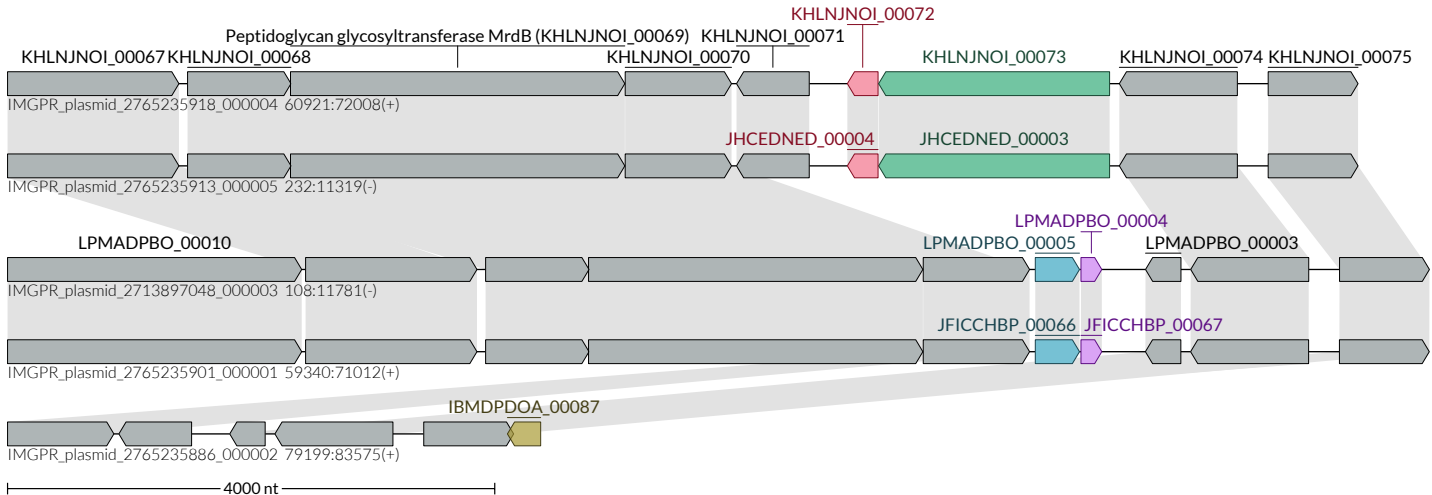 KHLNJNOI_00072
Peptidoglycan glycosyltransferase MrdB (KHLNJNOI_00069) KHLNJNOI_00071
KHLNJNOI_00067 KHLNJNOI_00068 KHLNJNOI_00070 KHLNJNOI_00073 KHLNJNOI_00074 KHLNJNOI_00075
IMGPR_plasmid_2765235918_000004 60921:72008(+)
JHCEDNED_00004 JHCEDNED_00003
IMGPR_plasmid_2765235913_000005 232:11319(-)
LPMADPBO_00004
LPMADPBO_00010 LPMADPBO_00005 LPMADPBO_00003
IMGPR_plasmid_2713897048_000003 108:11781(-)
JFICCHBP_00066 JFICCHBP_00067
IMGPR_plasmid_2765235901_000001 59340:71012(+)
IBMDPDOA_00087
IMGPR_plasmid_2765235886_000002 79199:83575(+)
4000 nt